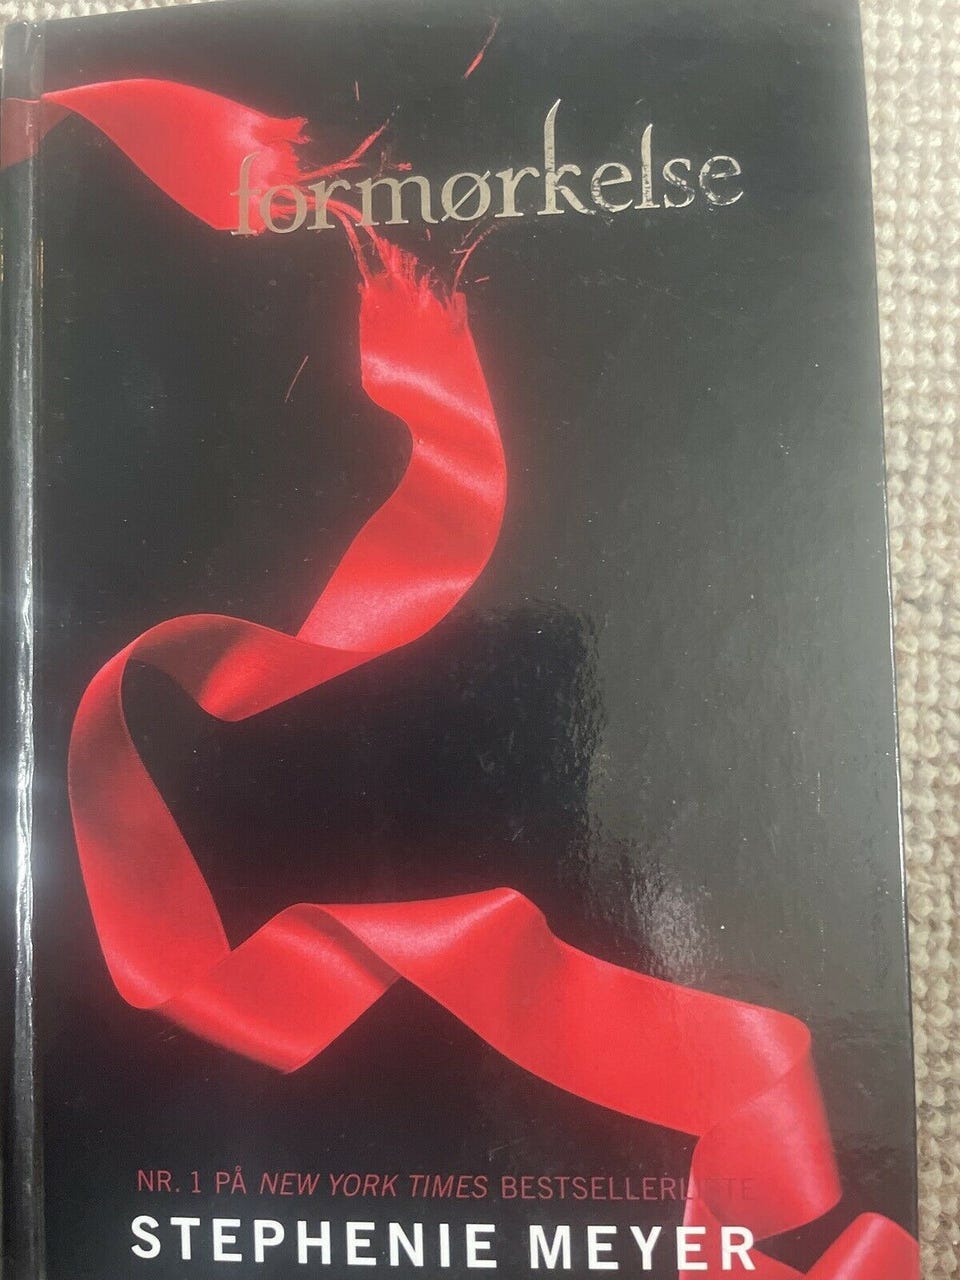 formørkelse
NR. 1 PÅ NEW YORK TIMES BESTSELLERLISTE
STEPHENIE MEYER